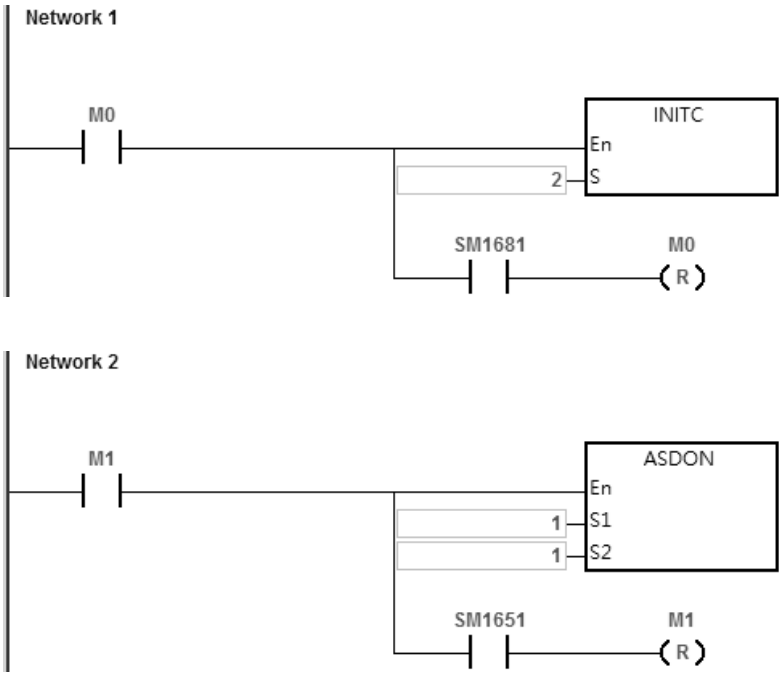 Network 1
M0
INITC
En
2 S
SM1681 M0
R
Network 2
M1
ASDON
En
1 S1
1 S2
SM1651 M1
R